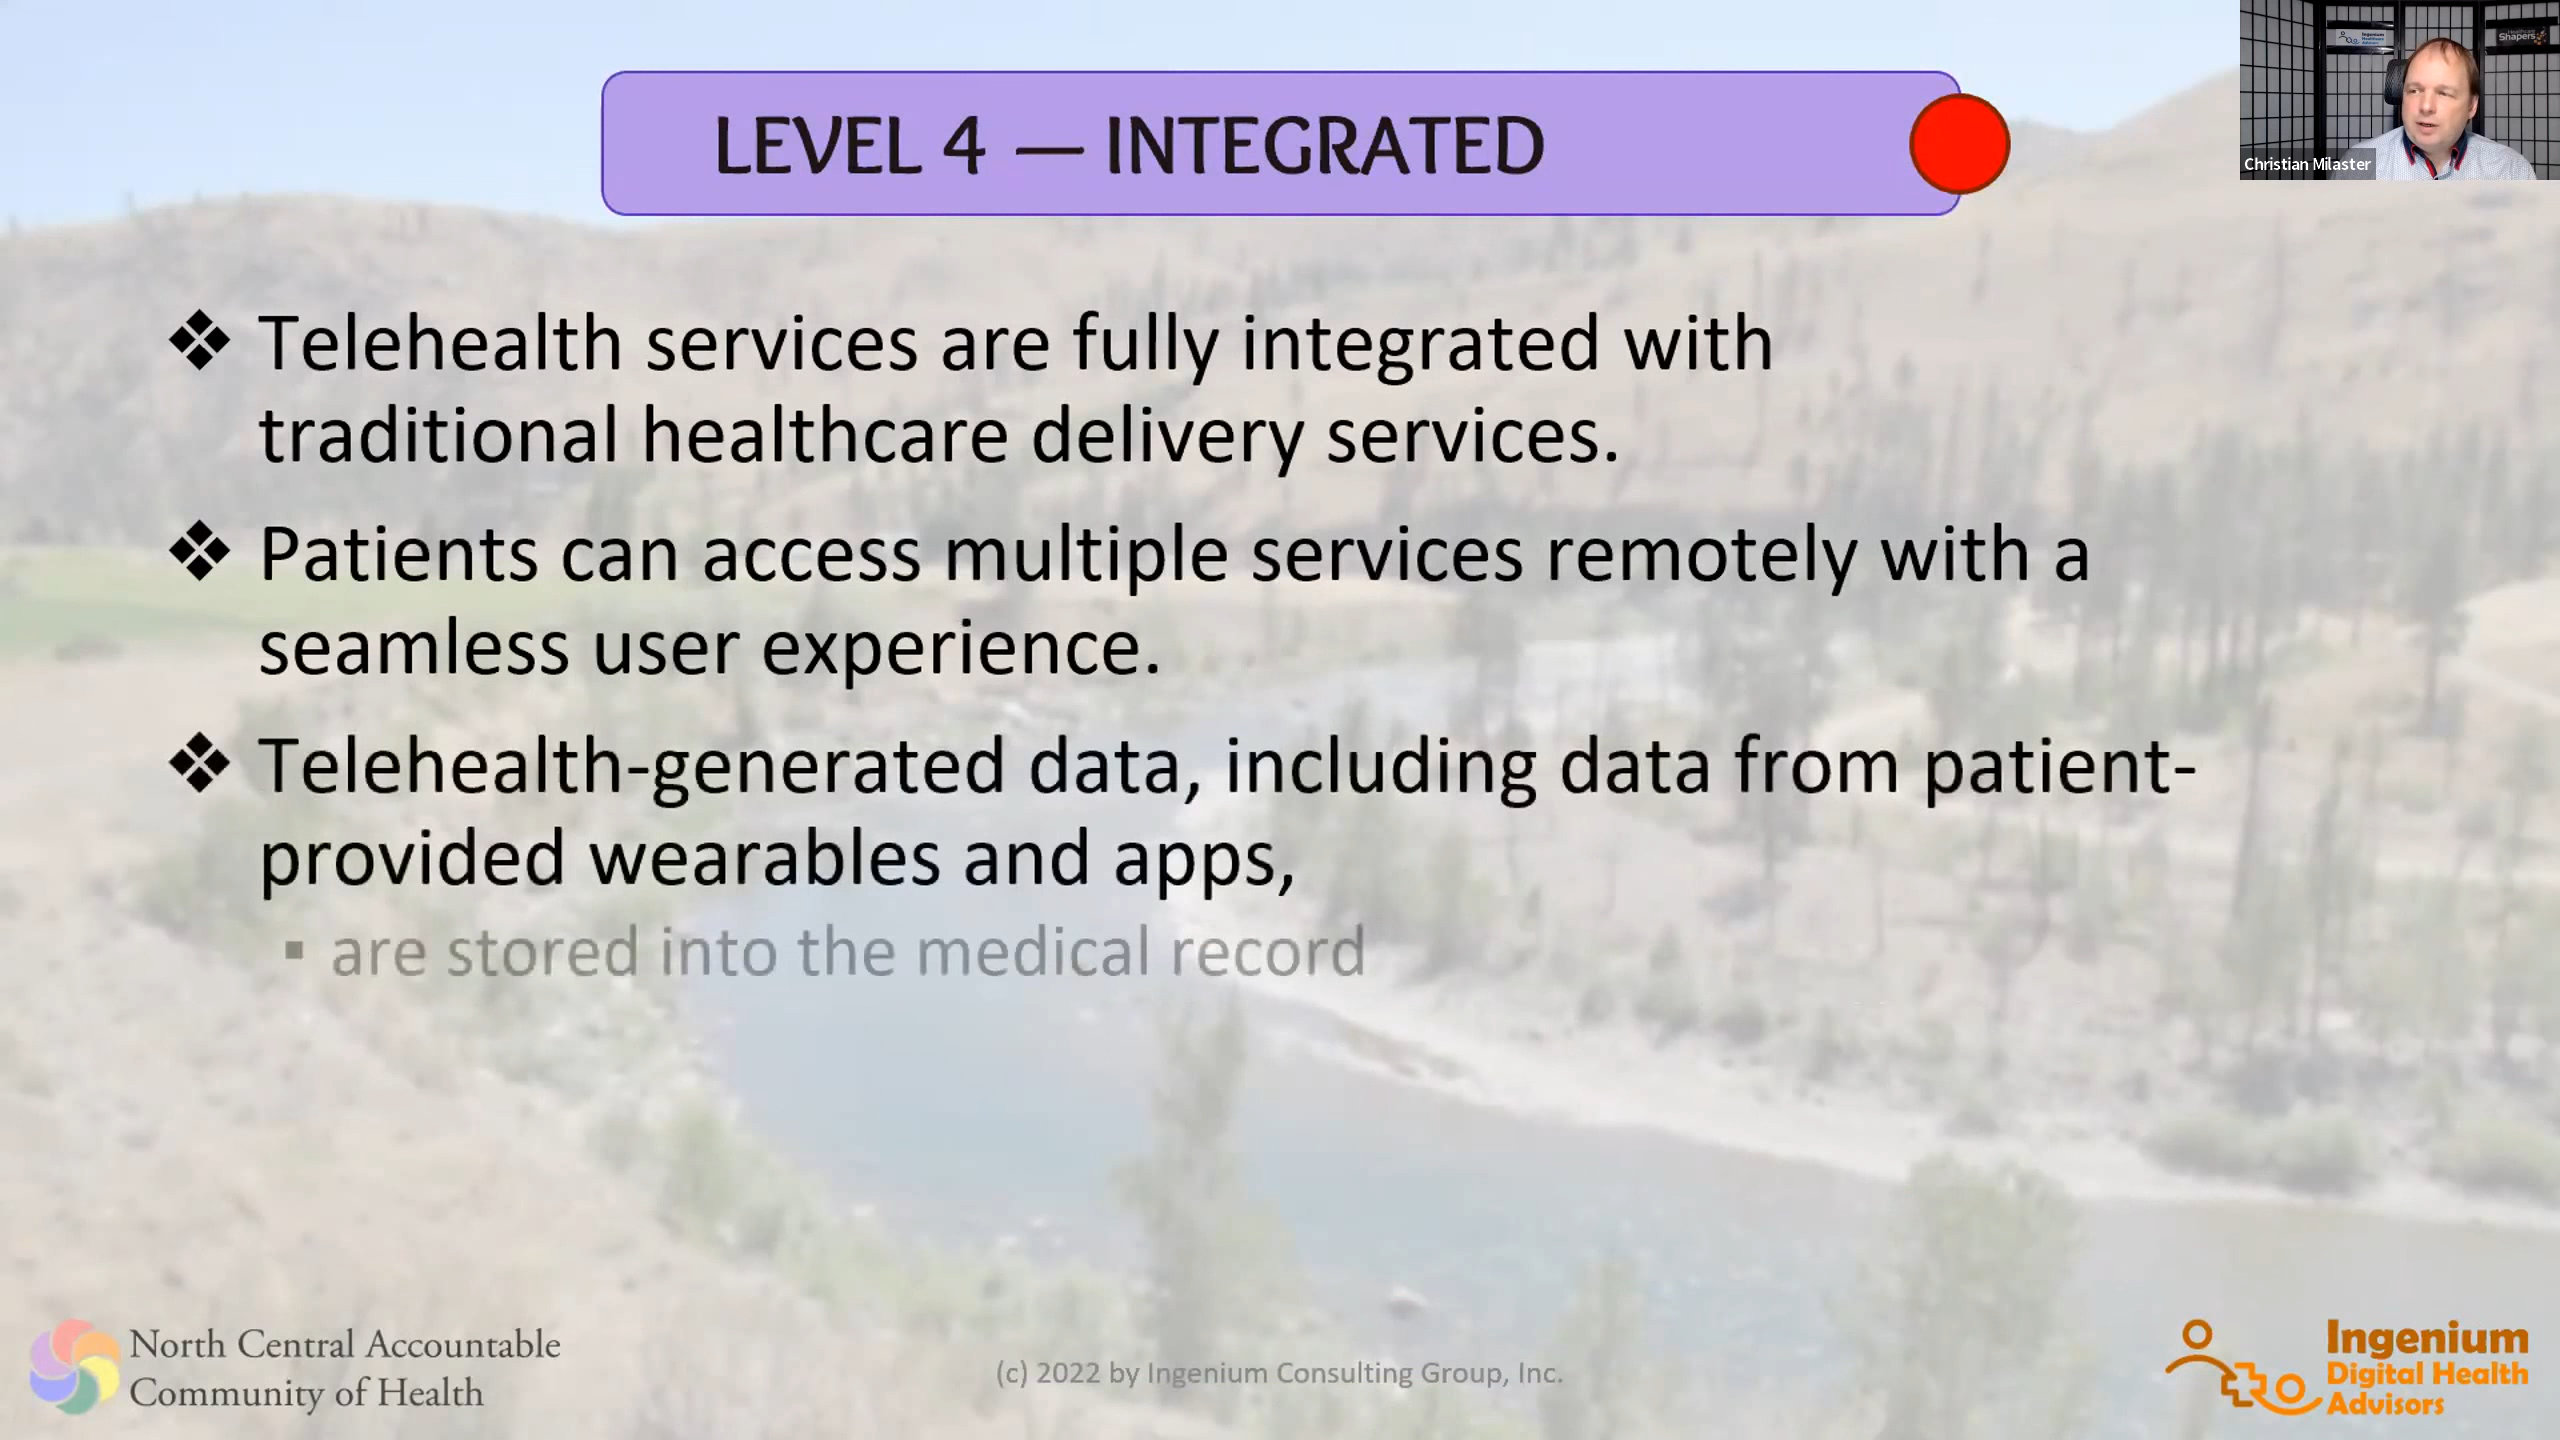 LEVEL 4 — INTEGRATED
Ingenium
Shapers
Christian Milaster
❖ Telehealth services are fully integrated with
traditional healthcare delivery services.
❖ Patients can access multiple services remotely with a
seamless user experience.
❖ Telehealth-generated data, including data from patient-
provided wearables and apps,
▪ are stored into the medical record
North Central Accountable
Community of Health
(c) 2022 by Ingenium Consulting Group, Inc.
Ingenium
Digital Health
Advisors